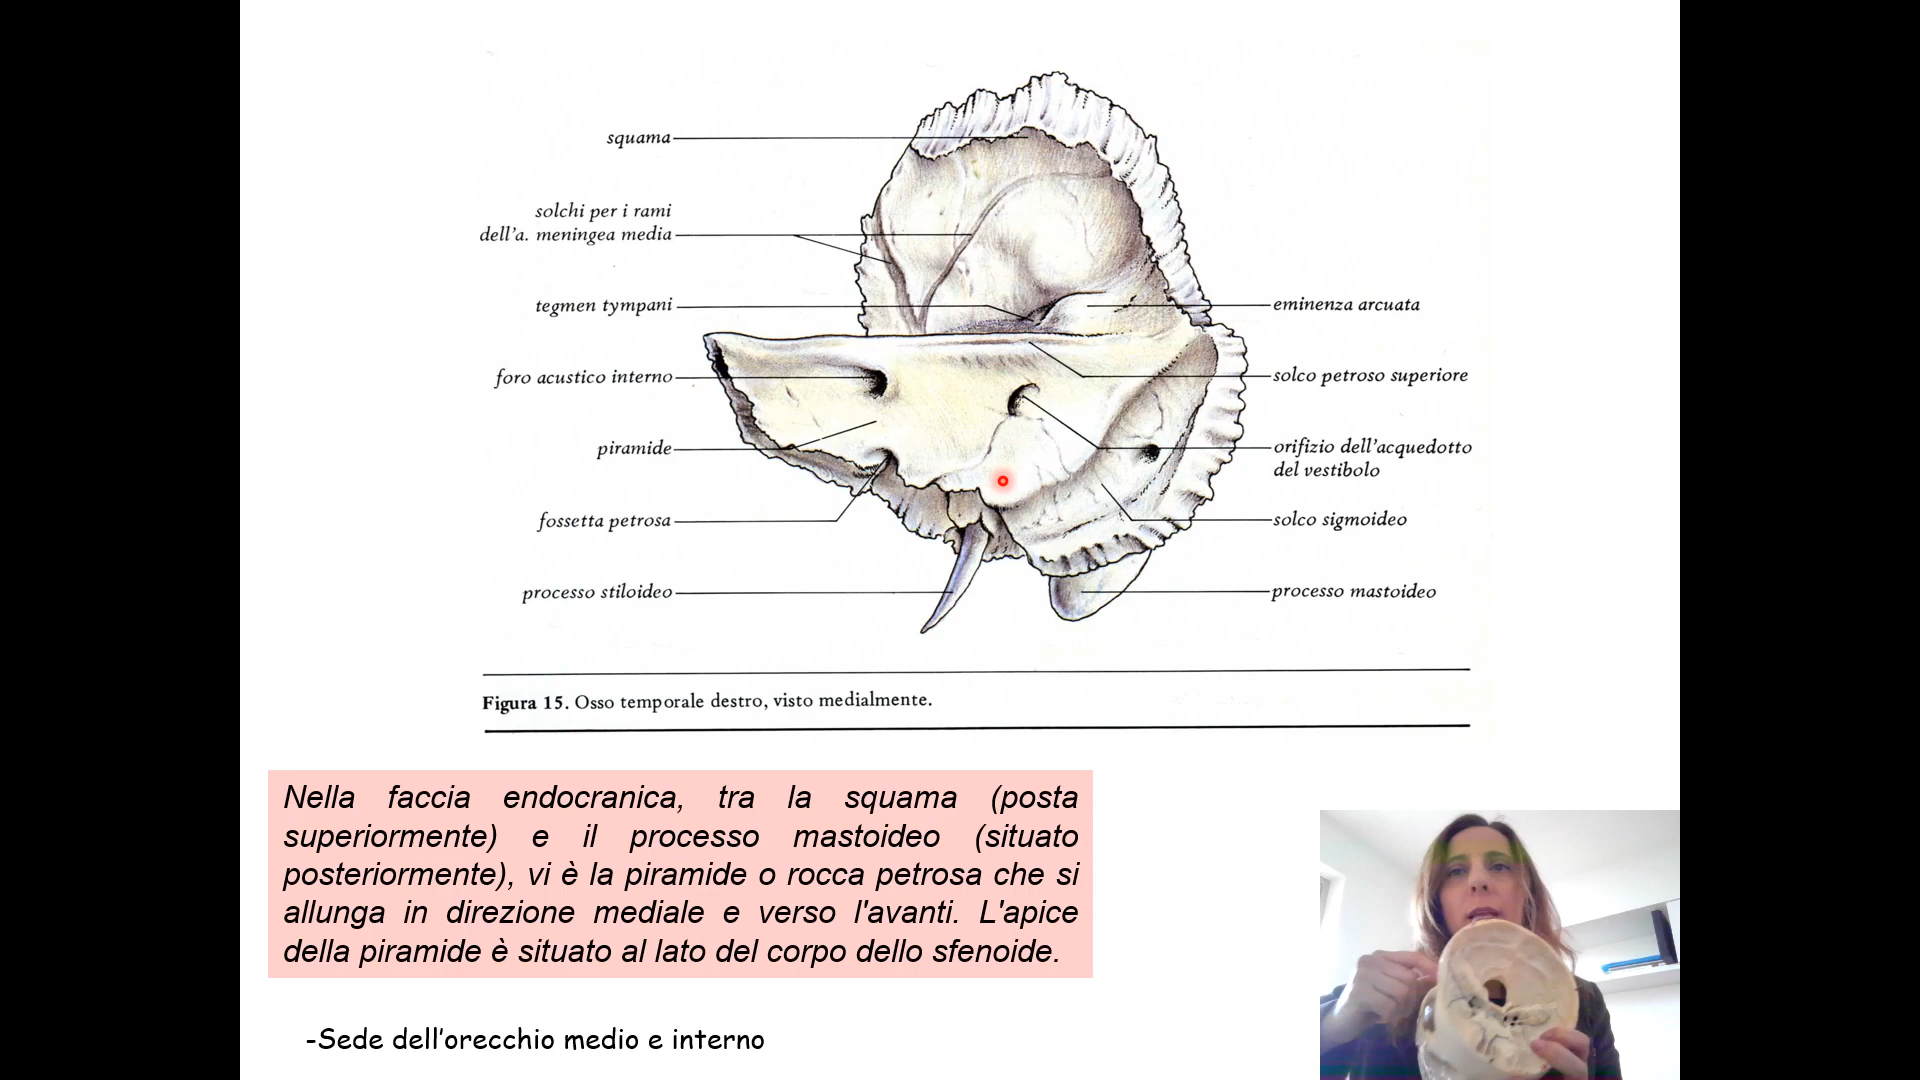 squama
solchi per i rami
dell'a. meningea media
tegmen tympani
eminenza arcuata
foro acustico interno
solco petroso superiore
piramide
orifizio dell'acquedotto
del vestibolo
fossetta petrosa
solco sigmoideo
processo stiloideo
processo mastoideo
Figura 15. Osso temporale destro, visto medialmente.
Nella faccia endocranica, tra la squama (posta
superiormente) e il processo mastoideo (situato
posteriormente), vi è la piramide o rocca petrosa che si
allunga in direzione mediale e verso l'avanti. L'apice
della piramide è situato al lato del corpo dello sfenoide.
-Sede dell'orecchio medio e interno